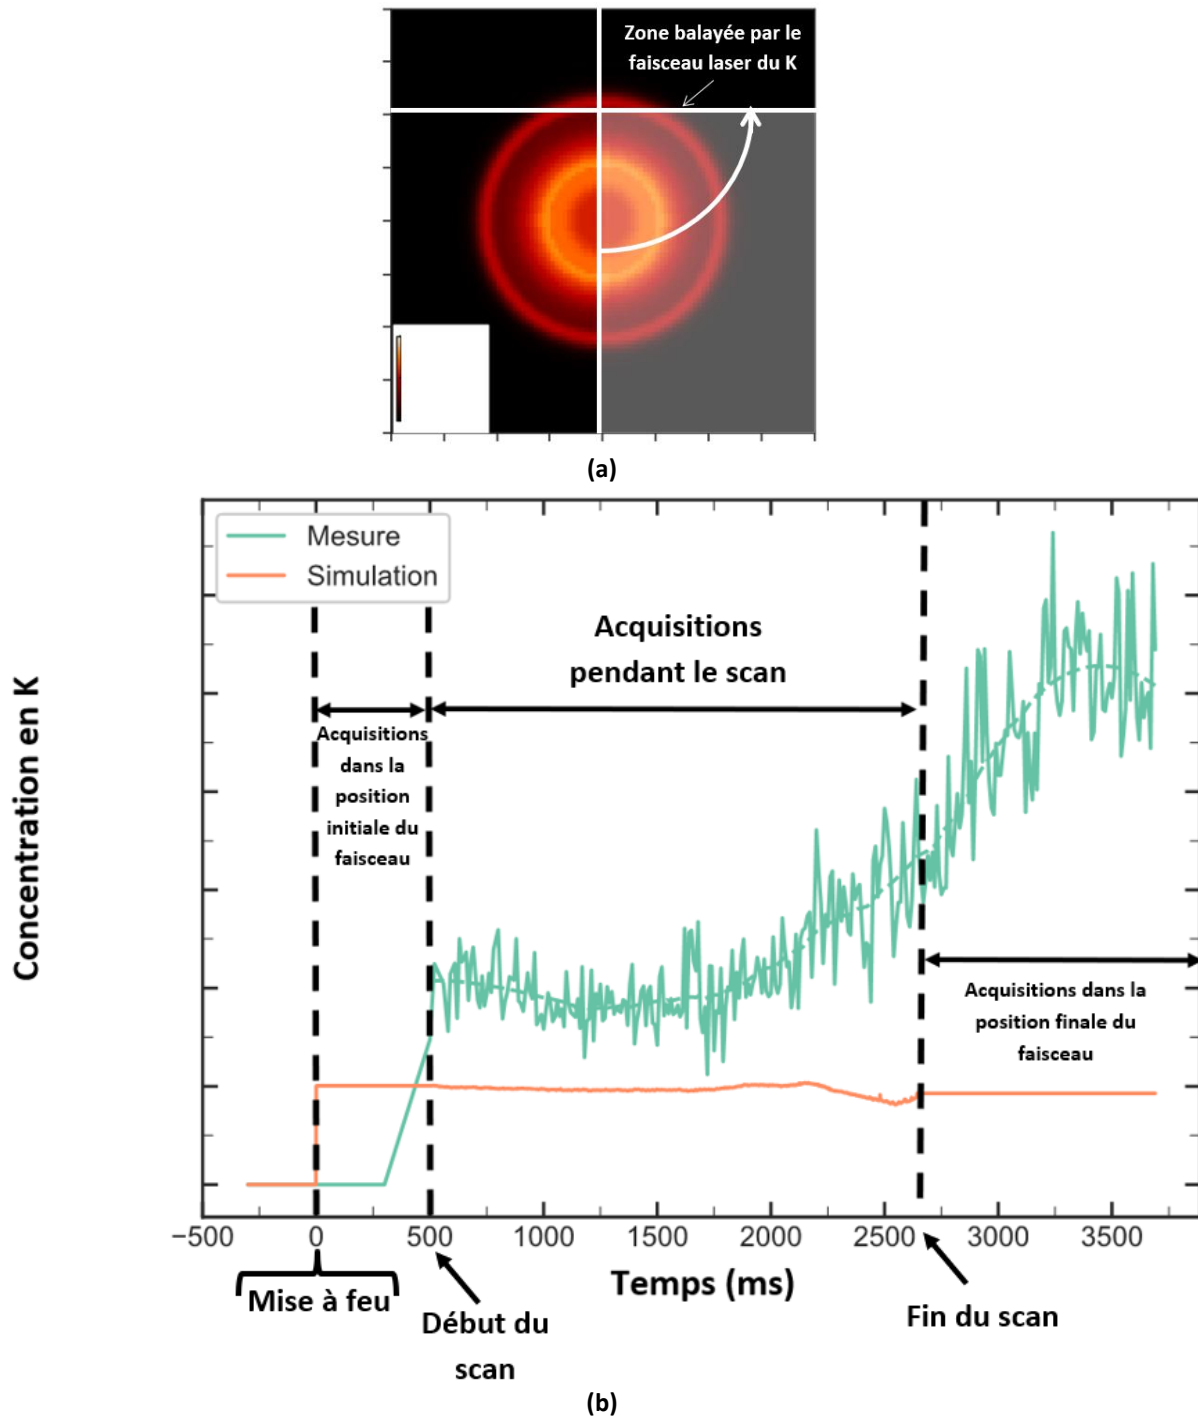 Zone balayée par le
faisceau laser du K
(a)
Mesure
Simulation
Acquisitions
pendant le scan
Acquisitions
dans la
position
initiale du
faisceau
Acquisitions dans la
position finale du
faisceau
Concentration en K
−500 0 500 1000 1500 2000 2500 3000 3500
Temps (ms)
Mise à feu
Début du
scan
Fin du scan
(b)